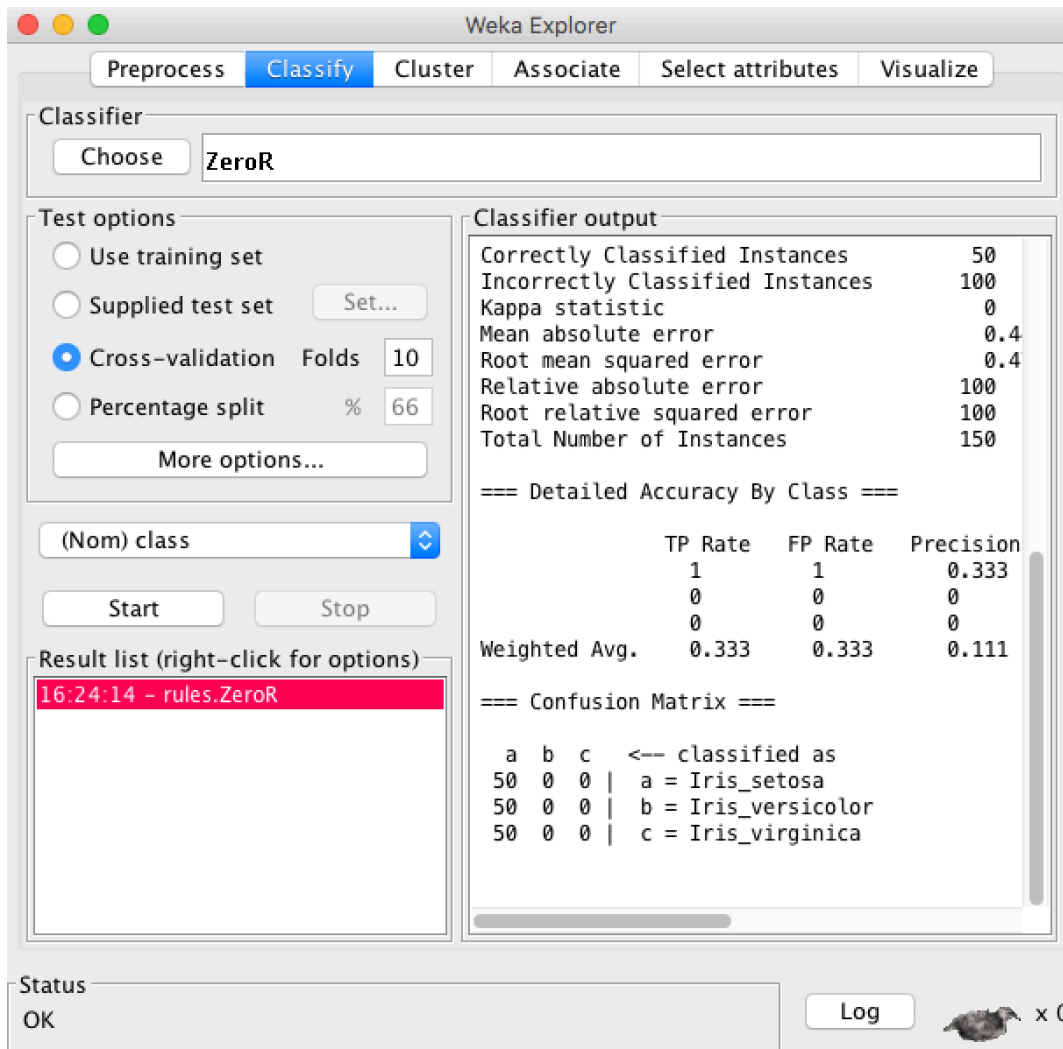 Weka Explorer
Preprocess Classify Cluster Associate Select attributes Visualize
Classifier
Choose ZeroR
Test options
Use training set
Supplied test set Set...
Cross-validation Folds 10
Percentage split % 66
More options...
(Nom) class
Start Stop
Result list (right-click for options)
16:24:14 - rules.ZeroR
Classifier output
Correctly Classified Instances 50
Incorrectly Classified Instances 100
Kappa statistic 0
Mean absolute error 0.4
Root mean squared error 0.4
Relative absolute error 100
Root relative squared error 100
Total Number of Instances 150
=== Detailed Accuracy By Class ===
TP Rate FP Rate Precision
1 1 0.333
0 0 0
0 0 0
Weighted Avg. 0.333 0.333 0.111
=== Confusion Matrix ===
a b c <-- classified as
50 0 0 | a = Iris_setosa
50 0 0 | b = Iris_versicolor
50 0 0 | c = Iris_virginica
Status
OK
Log x 0